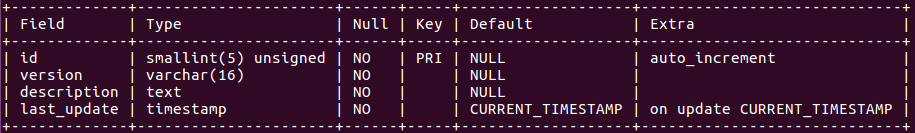 +-------------+----------------------+------+-----+-------------------+-----------------------------+
| Field       | Type                 | Null | Key | Default           | Extra                       |
+-------------+----------------------+------+-----+-------------------+-----------------------------+
| id          | smallint(5) unsigned | NO   | PRI | NULL              | auto_increment              |
| version     | varchar(16)          | NO   |     | NULL              |                             |
| description | text                 | NO   |     | NULL              |                             |
| last_update | timestamp            | NO   |     | CURRENT_TIMESTAMP | on update CURRENT_TIMESTAMP |
+-------------+----------------------+------+-----+-------------------+-----------------------------+